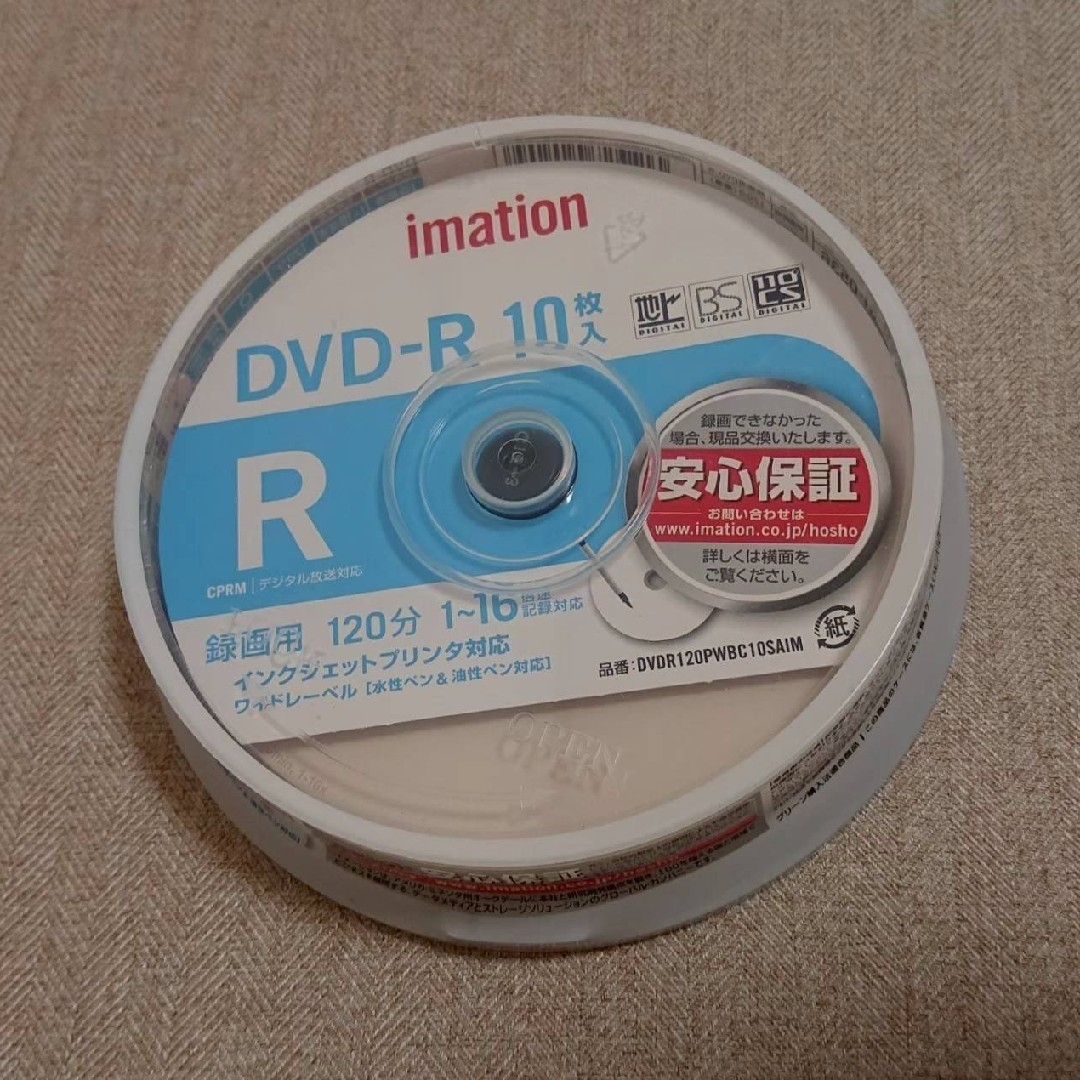 imation
DVD-R 10枚入
地上 DIGITAL
BS DIGITAL
110 CS DIGITAL
R
CPRM デジタル放送対応
録画できなかった
場合、現品交換いたします。
安心保証
お問い合わせは
www.imation.co.jp/hosho
詳しくは横面を
ご覧ください。
録画用 120分 1~16倍速記録対応
インクジェットプリンタ対応
ワイドレーベル [水性ペン&油性ペン対応]
品番:DVDR120PWBC10SAIM
紙
OPEN
www.imation.co.jp